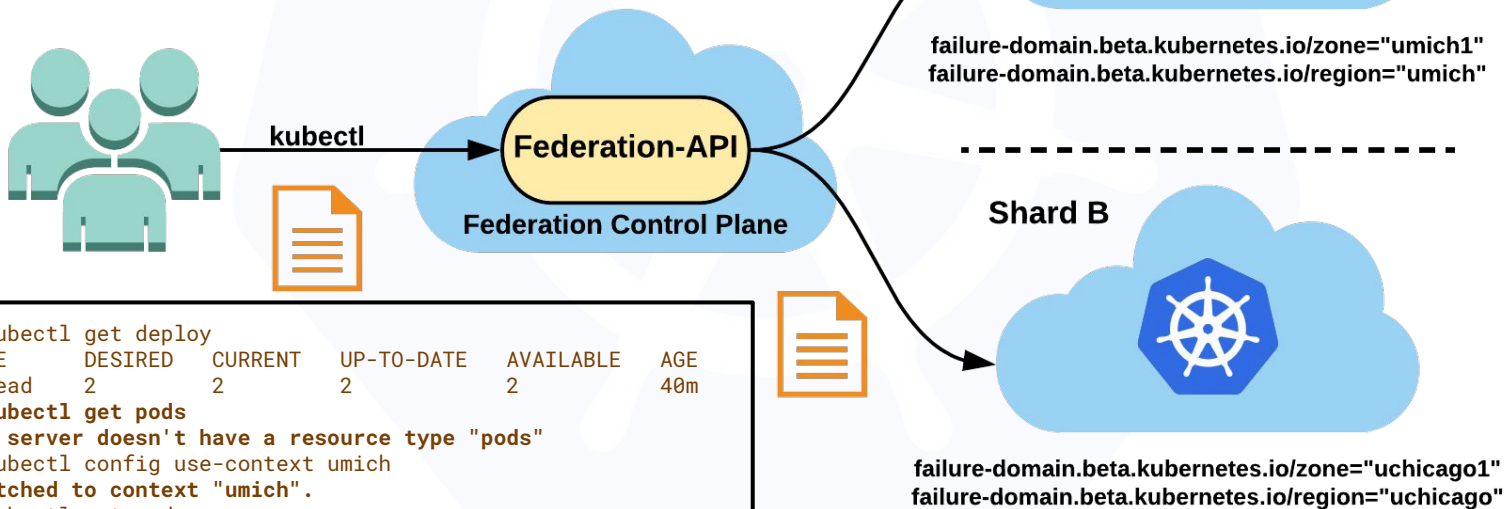 failure-domain.beta.kubernetes.io/zone="umich1"
failure-domain.beta.kubernetes.io/region="umich"
kubectl
Federation-API
Federation Control Plane
Shard B
ubectl get deploy
E DESIRED CURRENT UP-TO-DATE AVAILABLE AGE
ead 2 2 2 2 40m
ubectl get pods
server doesn't have a resource type "pods"
ubectl config use-context umich
tched to context "umich".
failure-domain.beta.kubernetes.io/zone="uchicago1"
failure-domain.beta.kubernetes.io/region="uchicago"